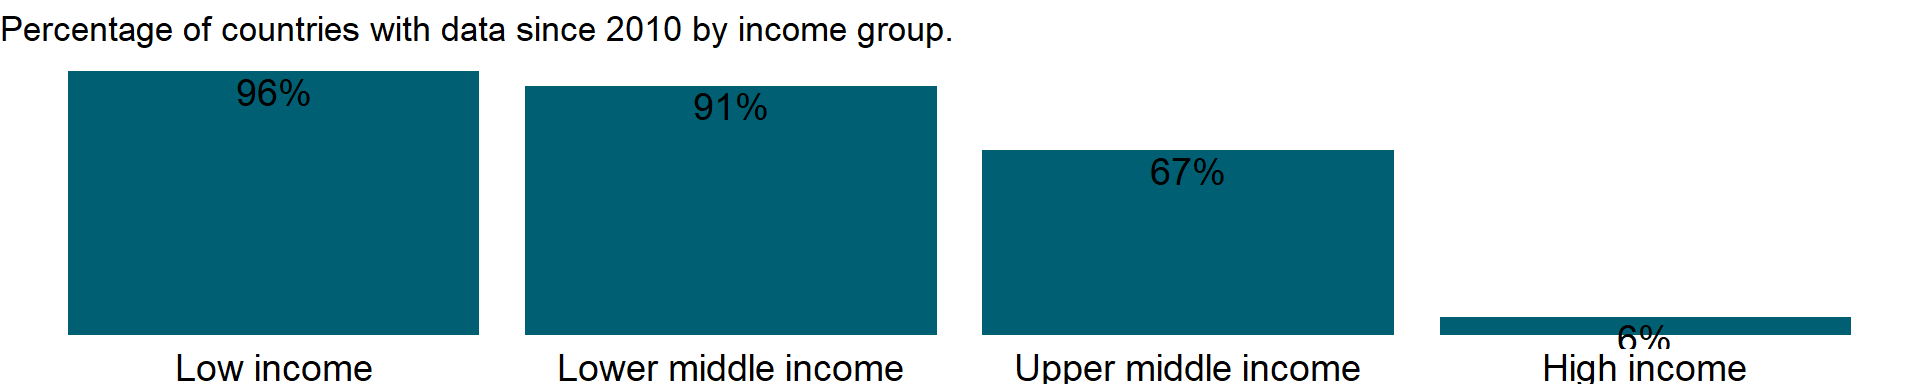 Percentage of countries with data since 2010 by income group.
96%
91%
67%
6%
Low income
Lower middle income
Upper middle income
High income